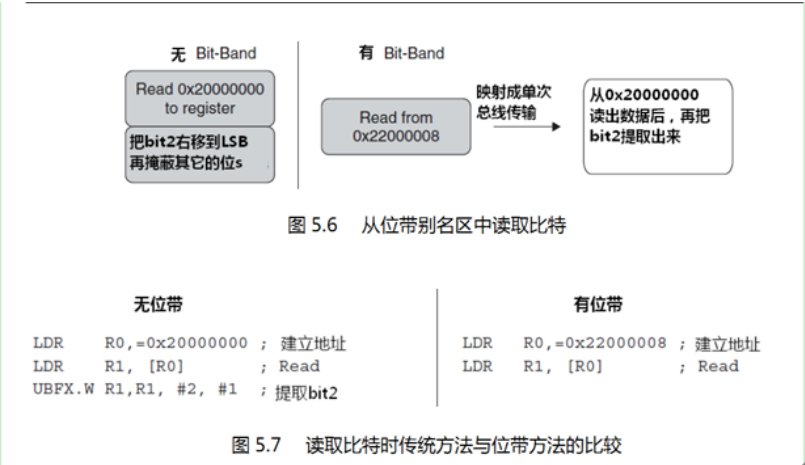 无 Bit-Band
Read 0x20000000
to register
把bit2右移到LSB
再掩蔽其它的位s
有 Bit-Band
Read from
0x22000008
映射成单次
总线传输
从0x20000000
读出数据后，再把
bit2提取出来
图 5.6 从位带别名区中读取比特
无位带
LDR R0,=0x20000000 ; 建立地址
LDR R1, [R0] ; Read
UBFX.W R1,R1, #2, #1 ; 提取bit2
有位带
LDR R0,=0x22000008 ; 建立地址
LDR R1, [R0] ; Read
图 5.7 读取比特时传统方法与位带方法的比较